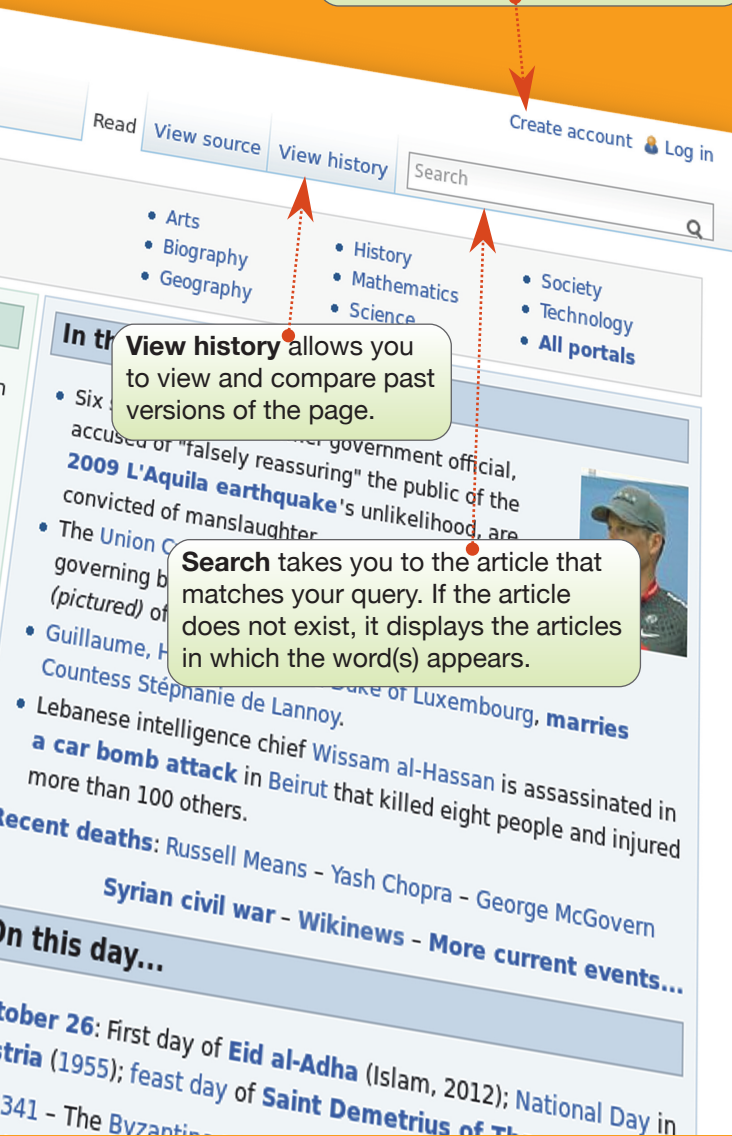 Create account Log in
Read View source View history Search
Arts
Biography
Geography
History
Mathematics
Science
Society
Technology
All portals
In th
View history allows you
to view and compare past
versions of the page.
Six
government official,
accused of "falsely reassuring" the public of the
2009 L'Aquila earthquake's unlikelihood, are
convicted of manslaughter
The Union
governing b
(pictured) of
Search takes you to the article that
matches your query. If the article
does not exist, it displays the articles
in which the word(s) appears.
Guillaume, H Duke of Luxembourg, marries
Countess Stéphanie de Lannoy.
Lebanese intelligence chief Wissam al-Hassan is assassinated in
a car bomb attack in Beirut that killed eight people and injured
more than 100 others.
Recent deaths: Russell Means – Yash Chopra – George McGovern
Syrian civil war – Wikinews – More current events...
On this day...
tober 26: First day of Eid al-Adha (Islam, 2012); National Day in
stria (1955); feast day of Saint Demetrius of
341 – The